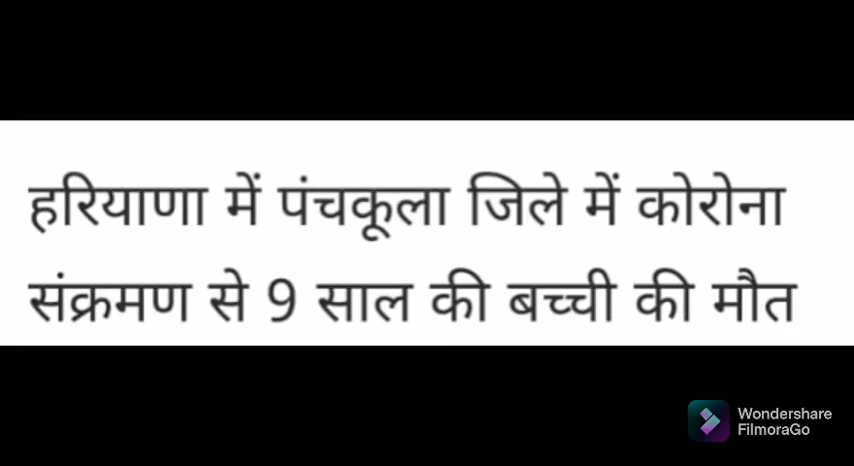 हरियाणा में पंचकूला जिले में कोरोना
संक्रमण से 9 साल की बच्ची की मौत
Wondershare
FilmoraGo